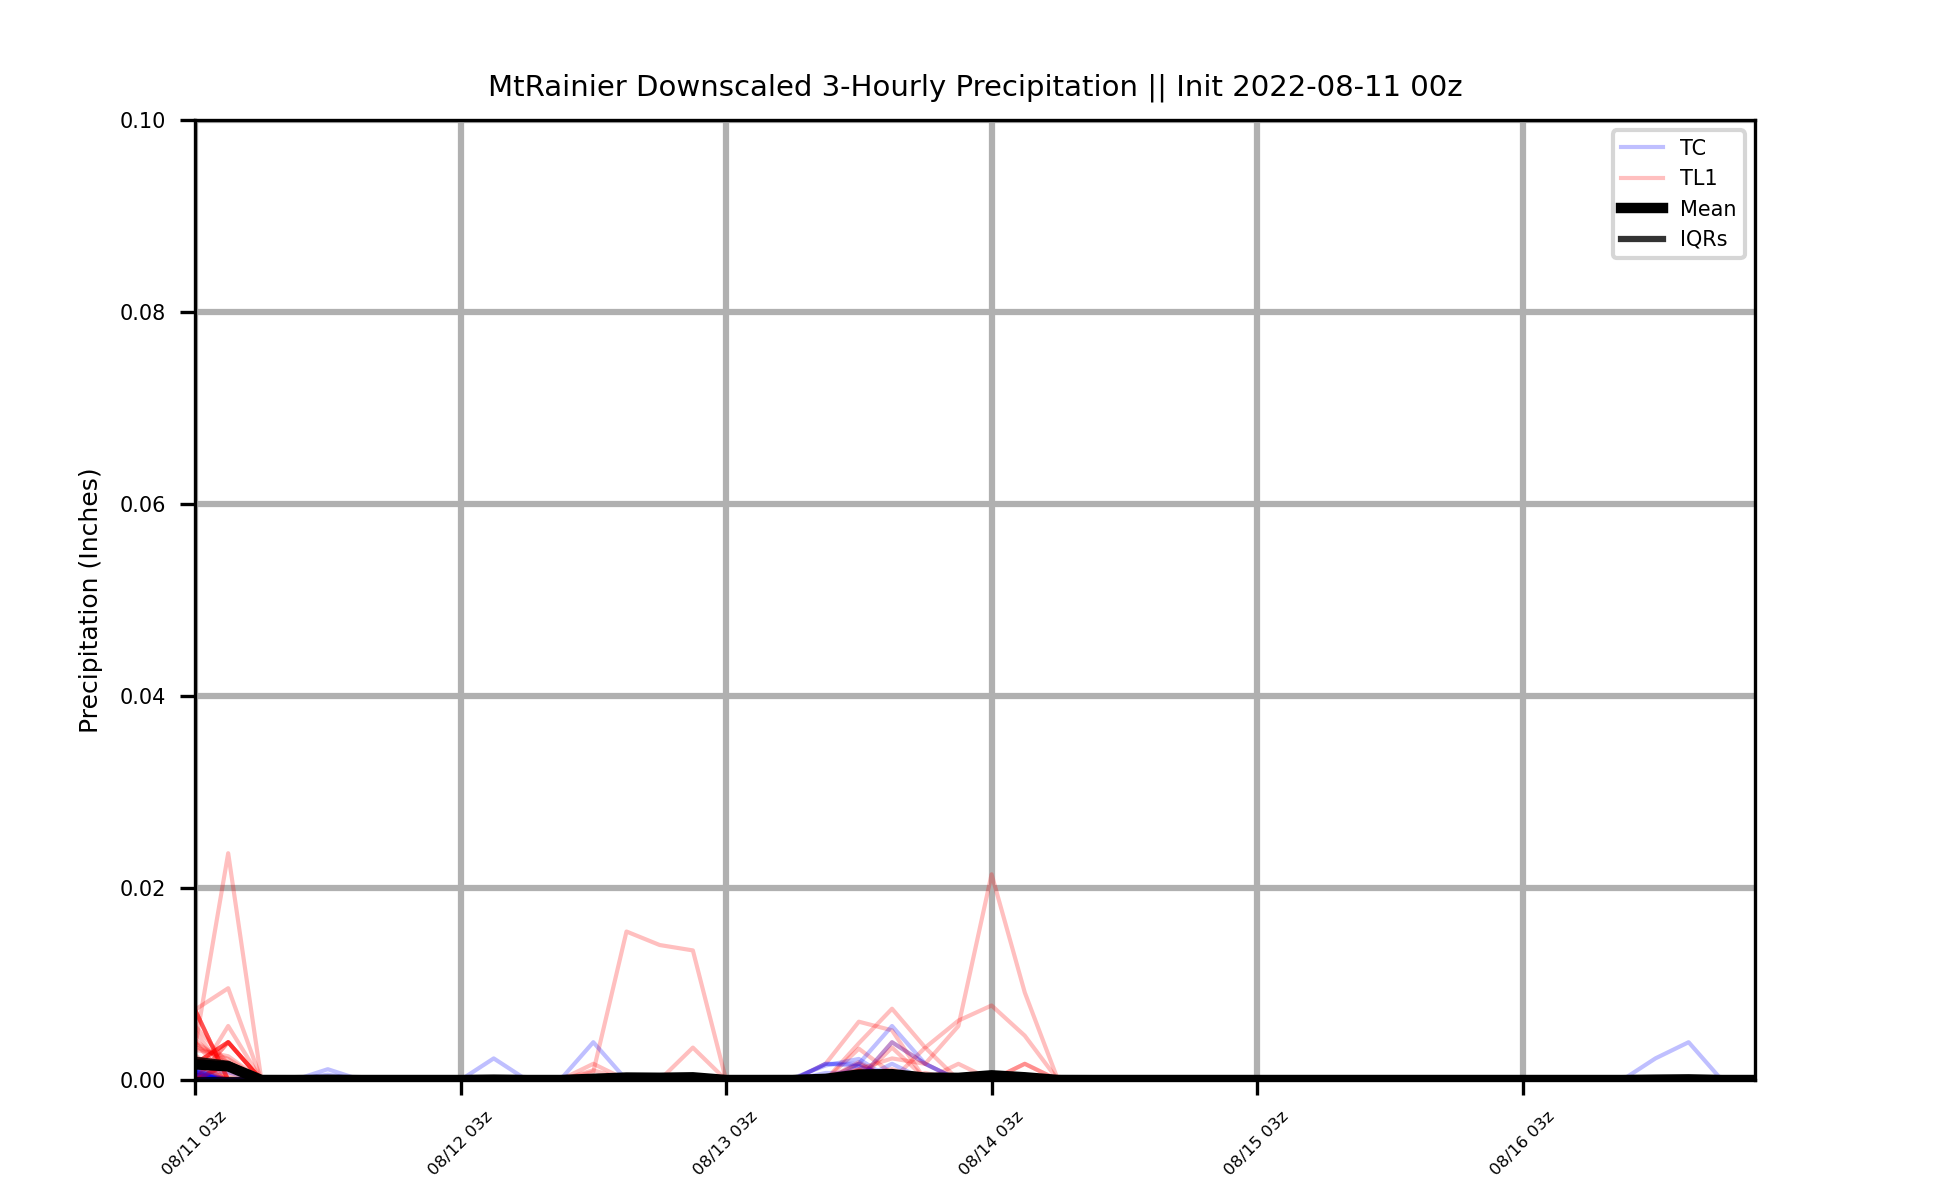 MtRainier Downscaled 3-Hourly Precipitation || Init 2022-08-11 00z
TC
TL1
Mean
IQRs
Precipitation (Inches)
0.10
0.08
0.06
0.04
0.02
0.00
08/11 03z
08/12 03z
08/13 03z
08/14 03z
08/15 03z
08/16 03z